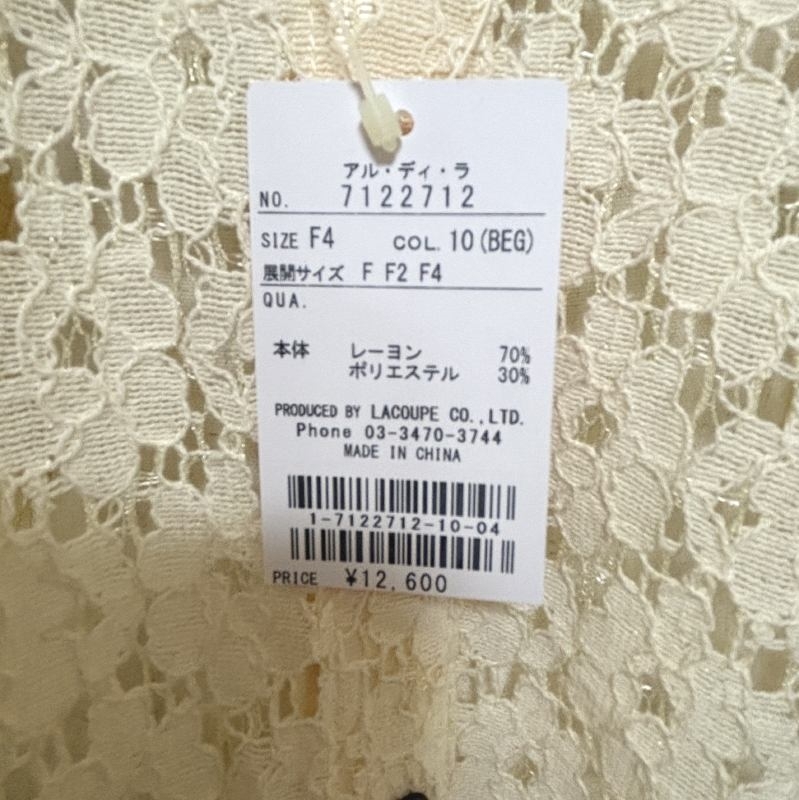 アル・ディ・ラ
NO. 7122712
SIZE F4 COL. 10(BEG)
展開サイズ F F2 F4
QUA.
本体 レーヨン 70%
ポリエステル 30%
PRODUCED BY LACOUPE CO.,LTD.
Phone 03-3470-3744
MADE IN CHINA
1-7122712-10-04
PRICE ¥12,600